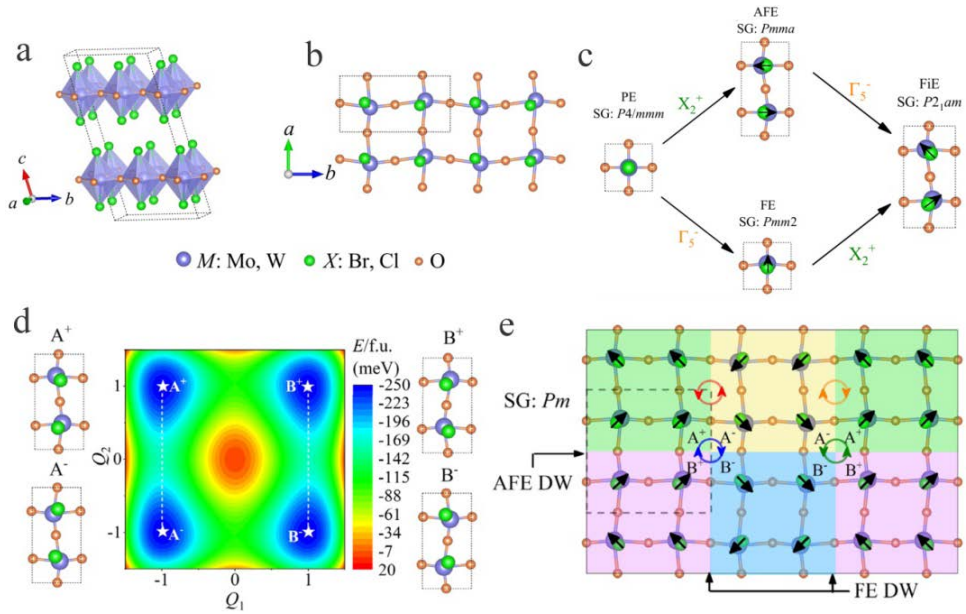 a
c
a
b
b
a
b
M: Mo, W
X: Br, Cl
O
c
AFE
SG: Pmma
PE
SG: P4/mmm
X₂⁺
Γ₅⁻
FiE
SG: P2₁am
FE
SG: Pmm2
Γ₅⁻
X₂⁺
d
A⁺
A⁻
Q₂
1
0
-1
A⁺
B⁺
A⁻
B⁻
-1
0
1
Q₁
E/f.u.
(meV)
-250
-223
-196
-169
-142
-115
-88
-61
-34
-7
20
B⁺
B⁻
e
SG: Pm
AFE DW
A⁺ A⁻
B⁺ B⁻
A⁻ A⁺
B⁻ B⁺
FE DW